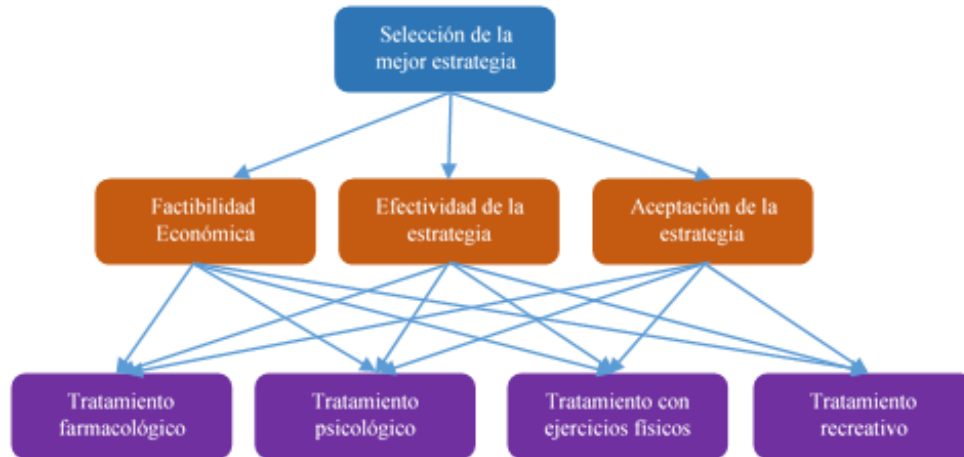 Selección de la
mejor estrategia
Factibilidad
Económica
Efectividad de la
estrategia
Aceptación de la
estrategia
Tratamiento
farmacológico
Tratamiento
psicológico
Tratamiento con
ejercicios físicos
Tratamiento
recreativo